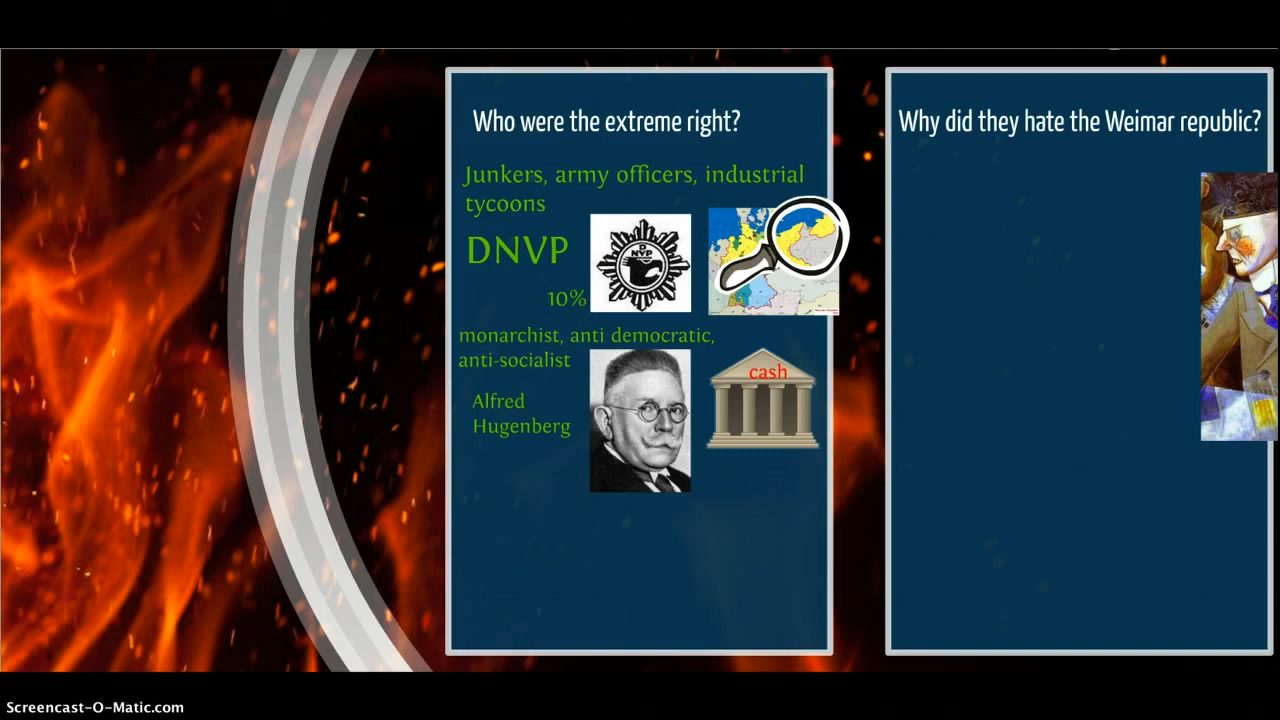 Who were the extreme right?
Junkers, army officers, industrial
tycoons
DNVP
NVP
10%
monarchist, anti democratic,
anti-socialist
cash
Alfred
Hugenberg
Why did they hate the Weimar republic?
Screencast-O-Matic.com